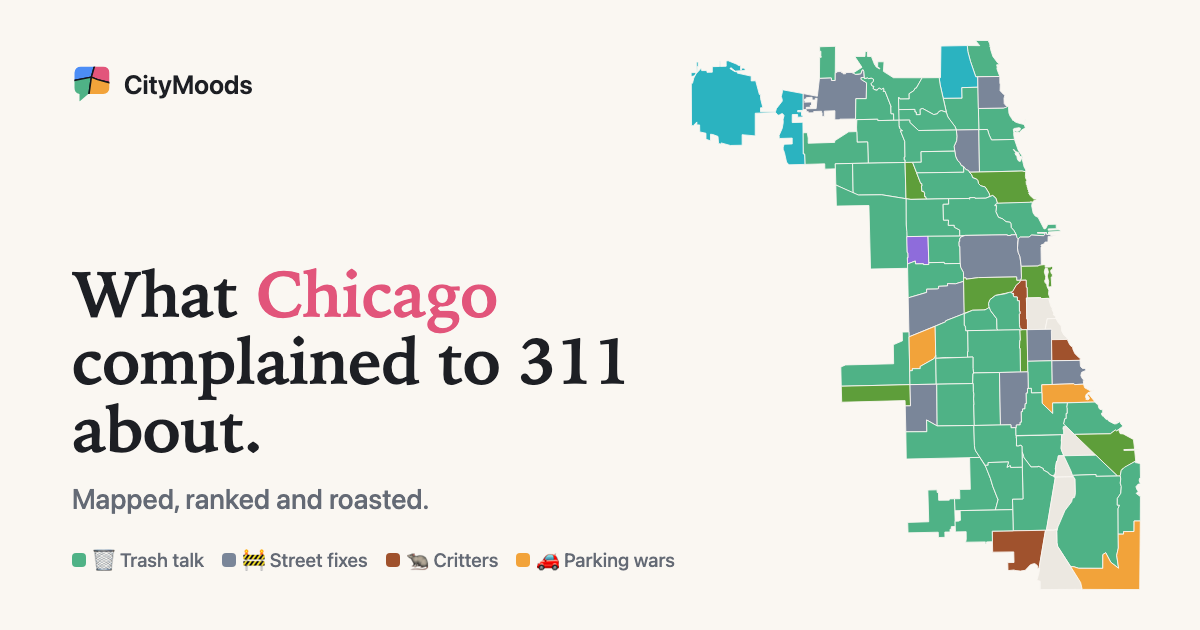 CityMoods
What Chicago
complained to 311
about.
Mapped, ranked and roasted.
🗑️ Trash talk 🚧 Street fixes 🐀 Critters 🚗 Parking wars